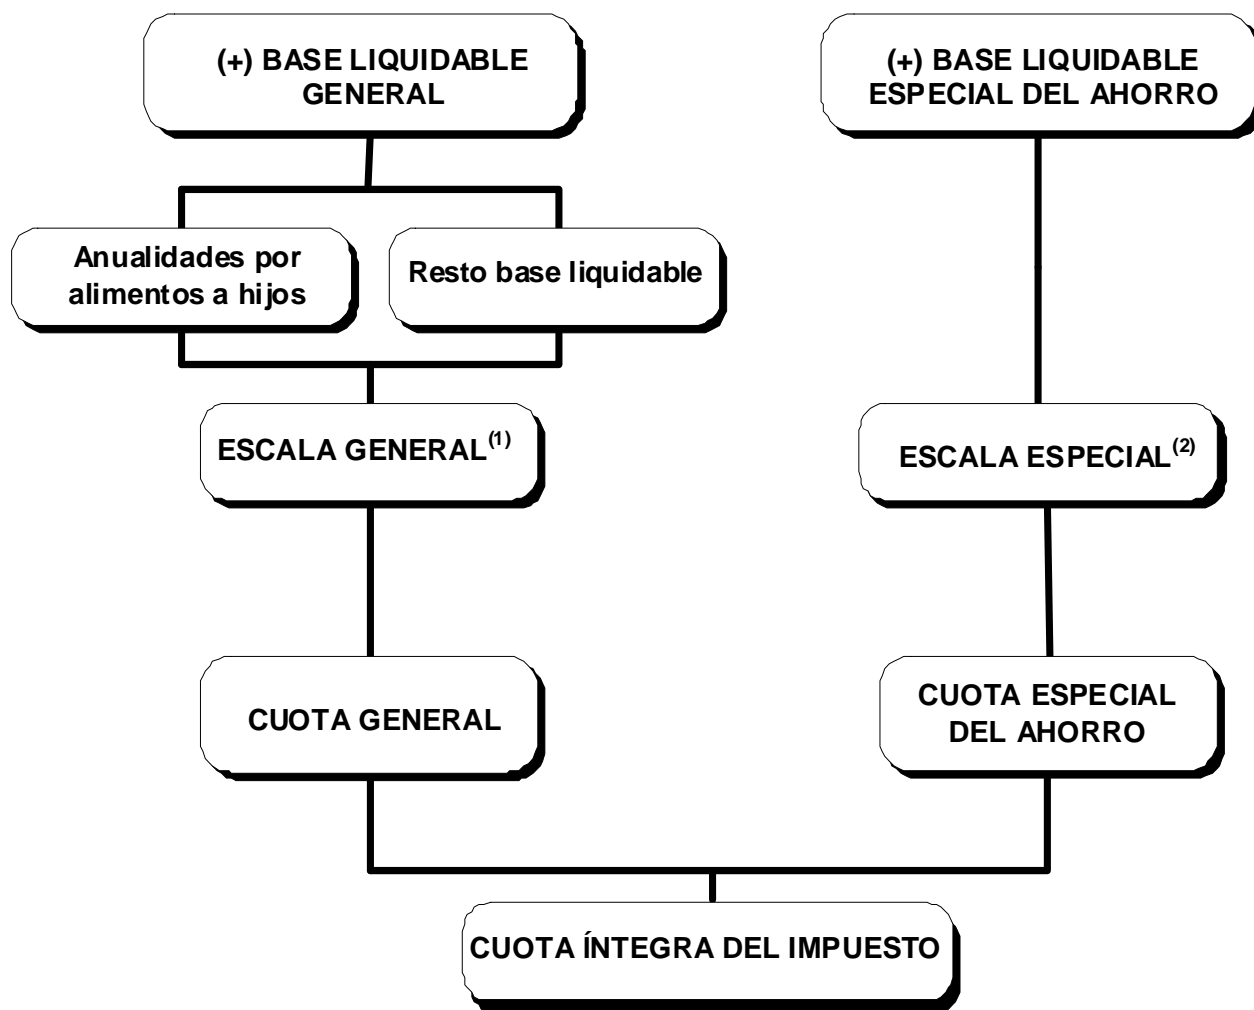 (+) BASE LIQUIDABLE
GENERAL
(+) BASE LIQUIDABLE
ESPECIAL DEL AHORRO
Anualidades por
alimentos a hijos
Resto base liquidable
ESCALA GENERAL(1)
ESCALA ESPECIAL(2)
CUOTA GENERAL
CUOTA ESPECIAL
DEL AHORRO
CUOTA ÍNTEGRA DEL IMPUESTO